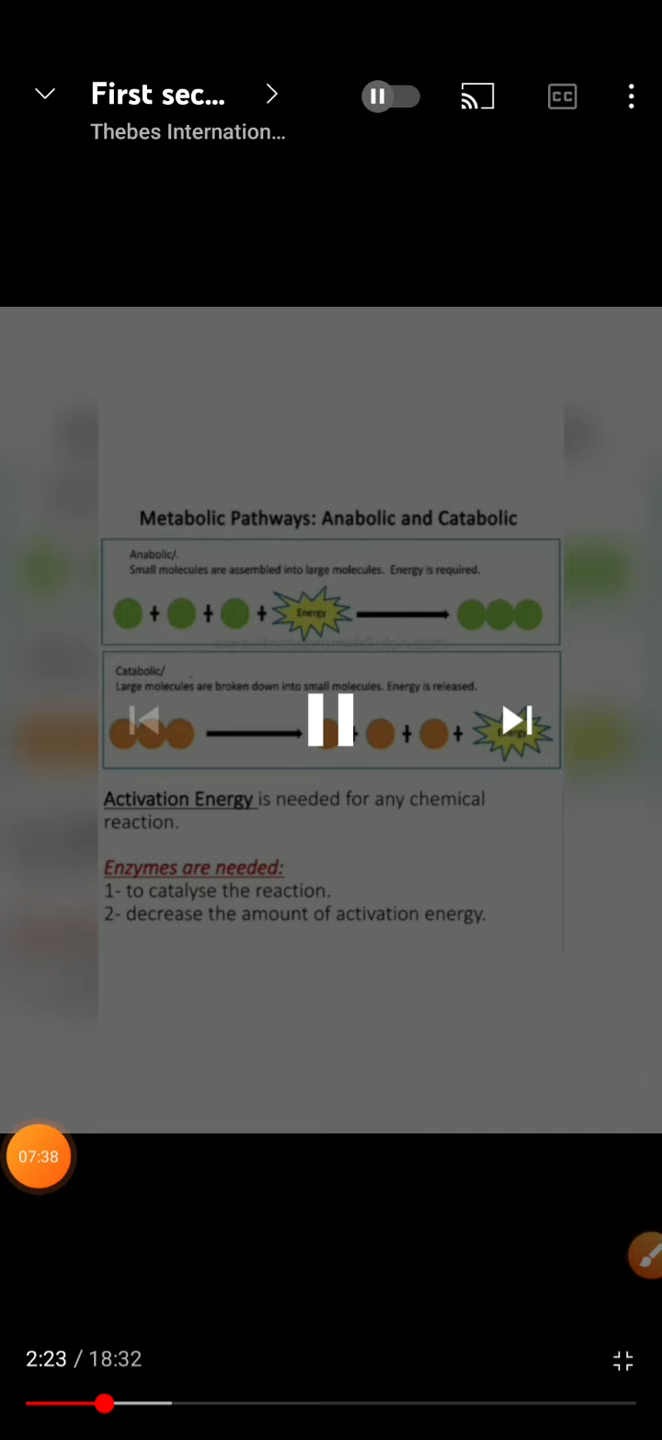 First sec...
Thebes Internation...
CC
Metabolic Pathways: Anabolic and Catabolic
Anabolic/.
Small molecules are assembled into large molecules. Energy is required.
+ + + Energy
Catabolic/
Large molecules are broken down into small molecules. Energy is released.
+ + +
Activation Energy is needed for any chemical
reaction.
Enzymes are needed:
1- to catalyse the reaction.
2- decrease the amount of activation energy.
07:38
2:23 / 18:32